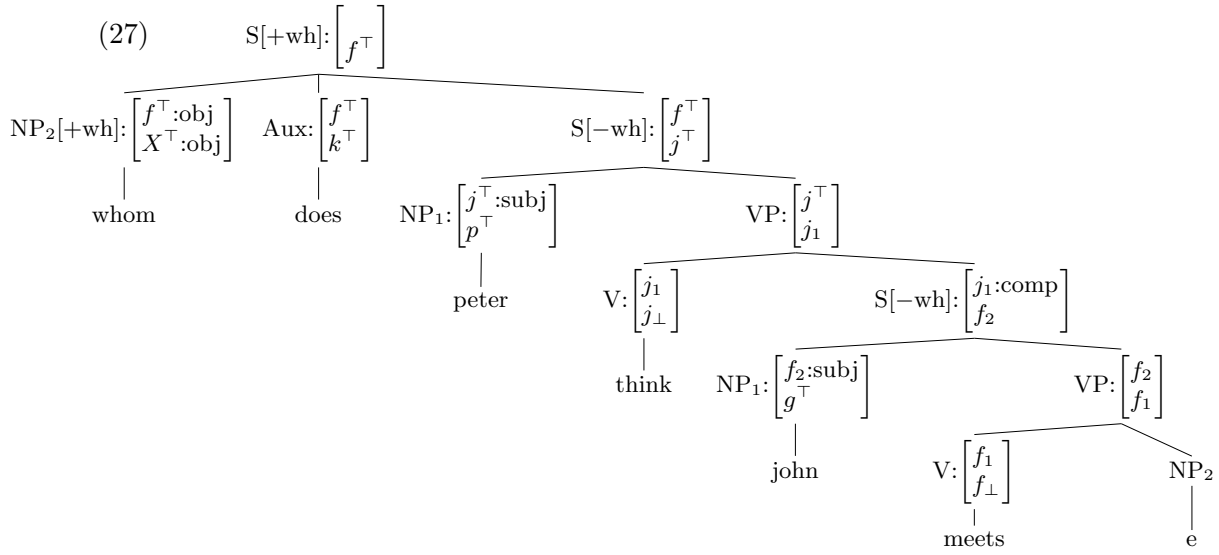 (27) S[+wh]:[ f⊤ ]
NP₂[+wh]:[f⊤:obj X⊤:obj] Aux:[f⊤ k⊤] S[−wh]:[f⊤ j⊤]
whom does NP₁:[j⊤:subj p⊤] VP:[j⊤ j₁]
peter V:[j₁ j⊥] S[−wh]:[j₁:comp f₂]
think NP₁:[f₂:subj g⊤] VP:[f₂ f₁]
john V:[f₁ f⊥] NP₂
meets e